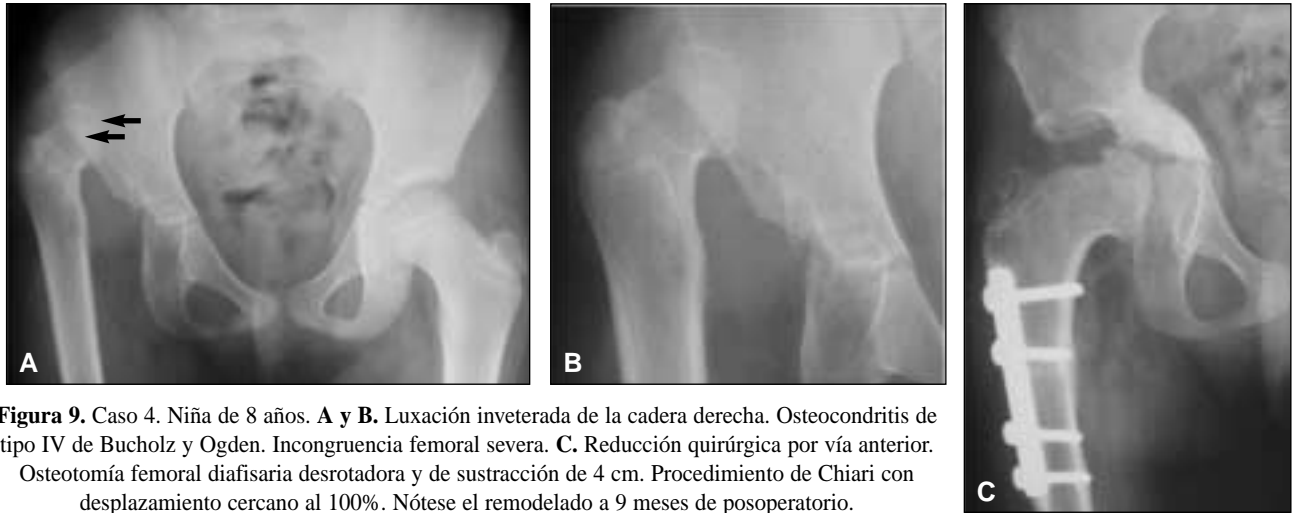 A
B
C
Figura 9. Caso 4. Niña de 8 años. A y B. Luxación inveterada de la cadera derecha. Osteocondritis de
tipo IV de Bucholz y Ogden. Incongruencia femoral severa. C. Reducción quirúrgica por vía anterior.
Osteotomía femoral diafisaria desrotadora y de sustracción de 4 cm. Procedimiento de Chiari con
desplazamiento cercano al 100%. Nótese el remodelado a 9 meses de posoperatorio.